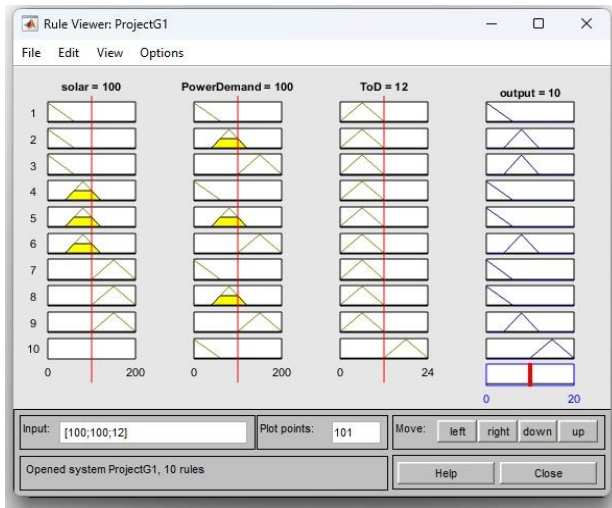 Rule Viewer: ProjectG1
File Edit View Options
solar = 100 PowerDemand = 100 ToD = 12 output = 10
1
2
3
4
5
6
7
8
9
10
0 200 0 200 0 24
0 20
Input: [100;100;12] Plot points: 101 Move: left right down up
Opened system ProjectG1, 10 rules Help Close